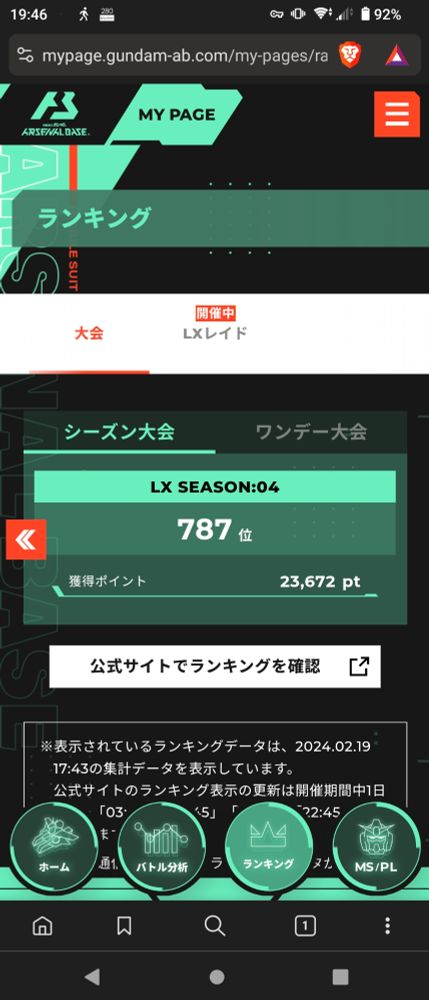 19:46
280
92%
mypage.gundam-ab.com/my-pages/ra
ARSENAL BASE
MY PAGE
ランキング
LE SUIT
開催中
大会
LXレイド
シーズン大会
ワンデー大会
LX SEASON:04
787 位
獲得ポイント
23,672 pt
公式サイトでランキングを確認
※表示されているランキングデータは、2024.02.19
17:43の集計データを表示しています。
公式サイトのランキング表示の更新は開催期間中1日
22:45
ホーム
バトル分析
ランキング
MS/PL
1